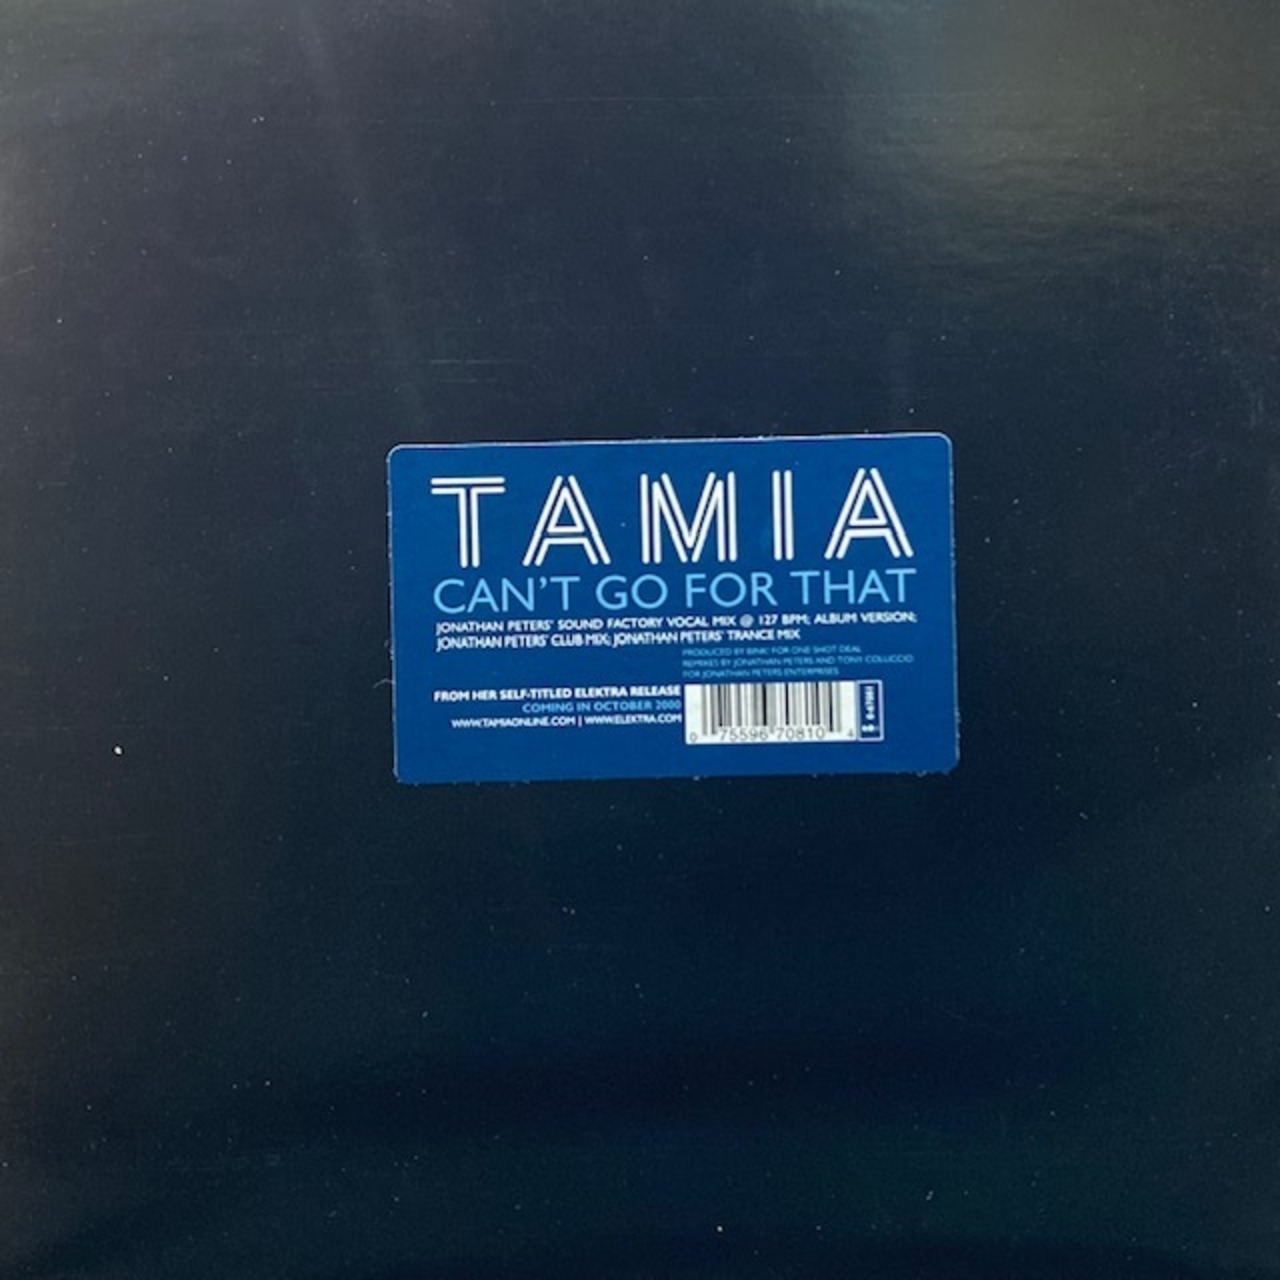 TAMIA
CAN'T GO FOR THAT
JONATHAN PETERS' SOUND FACTORY VOCAL MIX @ 127 BPM; ALBUM VERSION;
JONATHAN PETERS' CLUB MIX; JONATHAN PETERS' TRANCE MIX
PRODUCED BY BINK! FOR ONE SHOT DEAL
REMIXES BY JONATHAN PETERS AND TONY COLUCCIO
FOR JONATHAN PETERS ENTERPRISES
FROM HER SELF-TITLED ELEKTRA RELEASE
COMING IN OCTOBER 2000
WWW.TAMIAONLINE.COM | WWW.ELEKTRA.COM
0 75596 70810 4